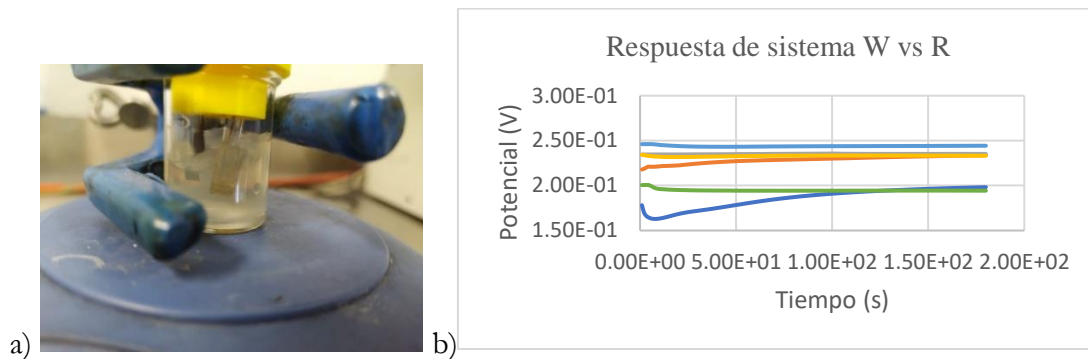 Respuesta de sistema W vs R
3.00E-01
2.50E-01
2.00E-01
1.50E-01
Potencial (V)
0.00E+00 5.00E+01 1.00E+02 1.50E+02 2.00E+02
Tiempo (s)
a)
b)